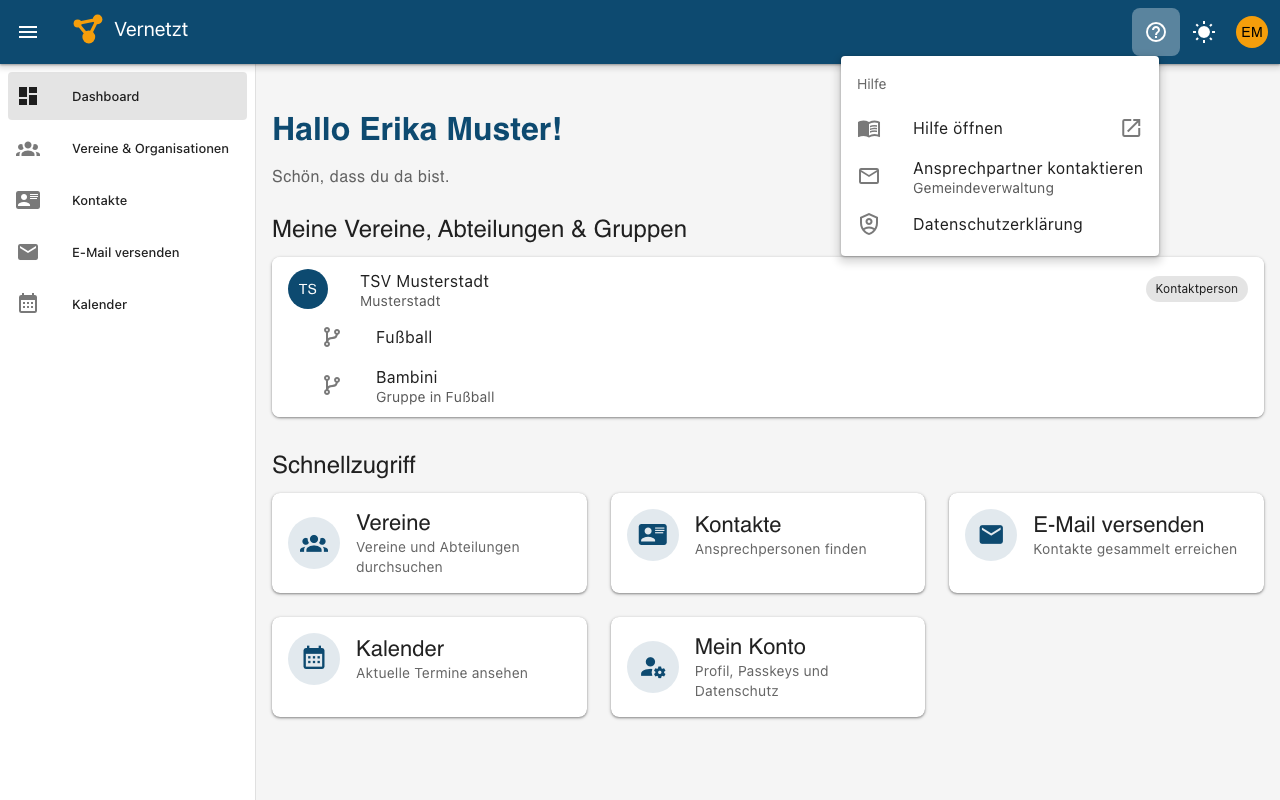 Vernetzt
EM
Hilfe
Hilfe öffnen
Ansprechpartner kontaktieren
Gemeindeverwaltung
Datenschutzerklärung
Dashboard
Vereine & Organisationen
Kontakte
E-Mail versenden
Kalender
Hallo Erika Muster!
Schön, dass du da bist.
Meine Vereine, Abteilungen & Gruppen
TS
TSV Musterstadt
Musterstadt
Kontaktperson
Fußball
Bambini
Gruppe in Fußball
Schnellzugriff
Vereine
Vereine und Abteilungen
durchsuchen
Kontakte
Ansprechpersonen finden
E-Mail versenden
Kontakte gesammelt erreichen
Kalender
Aktuelle Termine ansehen
Mein Konto
Profil, Passkeys und
Datenschutz